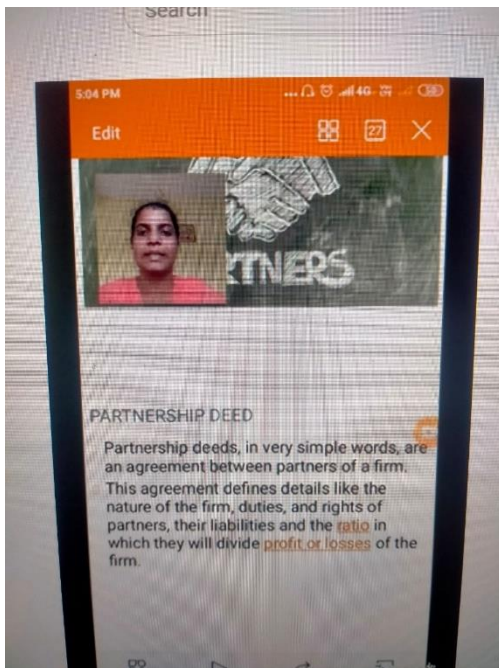 Search
5:04 PM
4G
Edit
27
RTNERS
PARTNERSHIP DEED
Partnership deeds, in very simple words, are
an agreement between partners of a firm.
This agreement defines details like the
nature of the firm, duties, and rights of
partners, their liabilities and the ratio in
which they will divide profit or losses of the
firm.